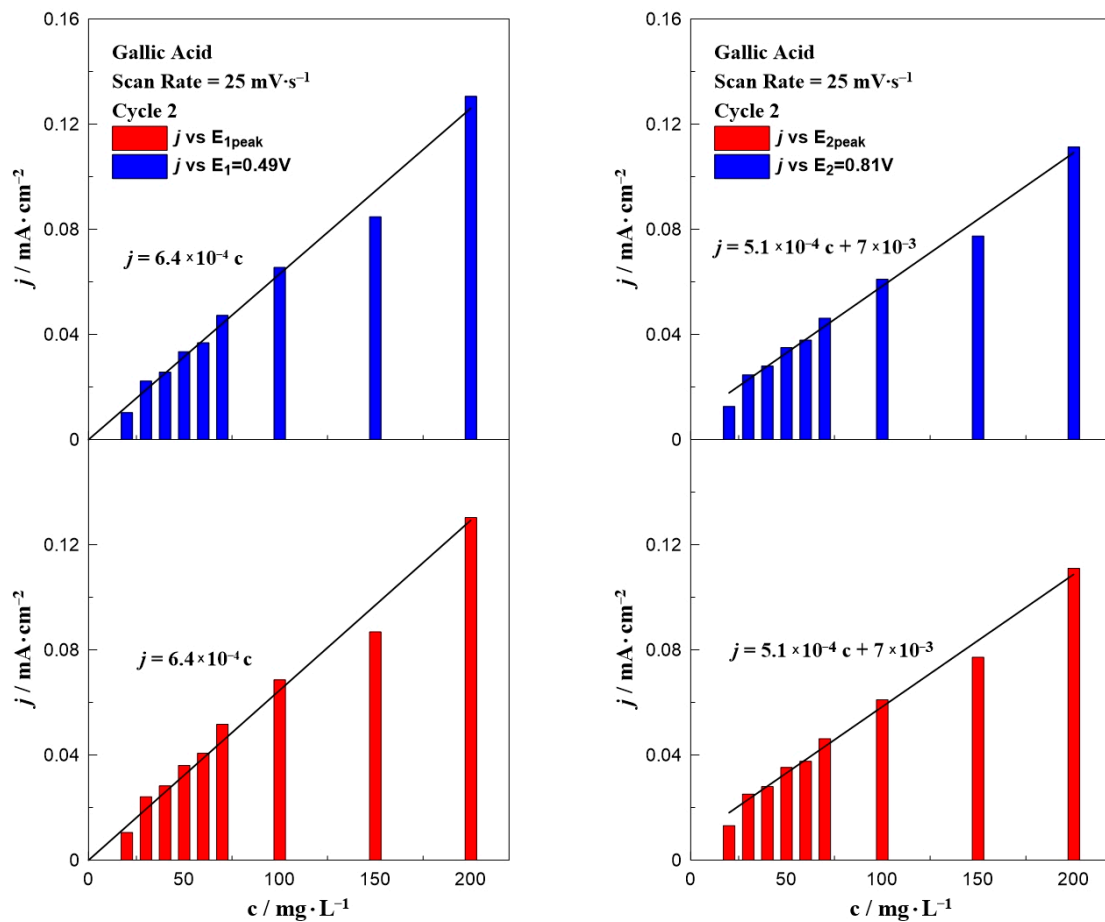 0.16
0.12
0.08
0.04
0
j / mA·cm⁻²
Gallic Acid
Scan Rate = 25 mV·s⁻¹
Cycle 2
j vs E₁peak
j vs E₁=0.49V
j = 6.4 ×10⁻⁴ c
0.16
0.12
0.08
0.04
0
j / mA·cm⁻²
Gallic Acid
Scan Rate = 25 mV·s⁻¹
Cycle 2
j vs E₂peak
j vs E₂=0.81V
j = 5.1 ×10⁻⁴ c + 7 ×10⁻³
0.12
0.08
0.04
0
j / mA·cm⁻²
j = 6.4 ×10⁻⁴ c
0 50 100 150 200
c / mg·L⁻¹
0.12
0.08
0.04
0
j / mA·cm⁻²
j = 5.1 ×10⁻⁴ c + 7 ×10⁻³
0 50 100 150 200
c / mg·L⁻¹